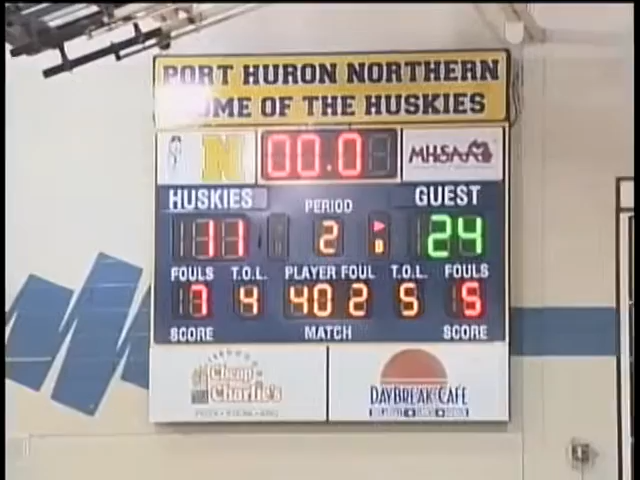 PORT HURON NORTHERN
HOME OF THE HUSKIES
N 00.0 MHSAA
HUSKIES PERIOD GUEST
11 2 24
FOULS T.O.L. PLAYER FOUL T.O.L. FOULS
7 4 40 2 5 5
SCORE MATCH SCORE
Cheap Charlie's
DAYBREAK CAFE